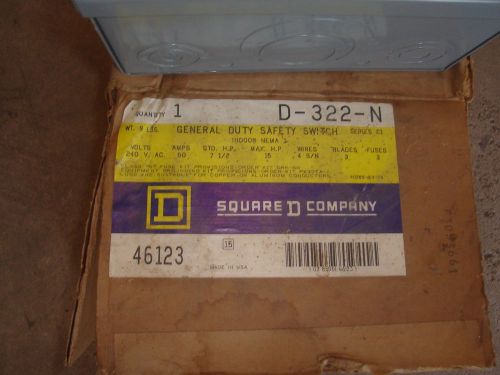 QUANTITY 1 D-322-N
WT. 9 LBS. GENERAL DUTY SAFETY SWITCH SERIES E1
INDOOR NEMA 1
VOLTS AMPS STD. H.P. MAX. H.P. WIRES BLADES FUSES
240 V. AC. 60 7 1/2 15 4 S/N 3 3
D SQUARE D COMPANY
46123 15
MADE IN USA